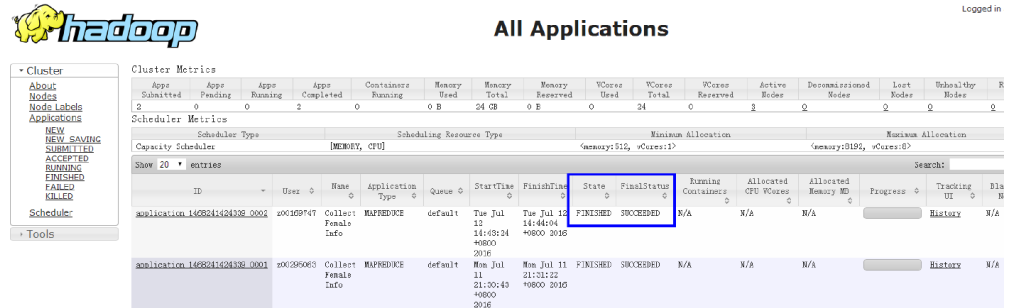 Logged in
hadoop
All Applications
Cluster
About
Nodes
Node Labels
Applications
NEW
NEW_SAVING
SUBMITTED
ACCEPTED
RUNNING
FINISHED
FAILED
KILLED
Scheduler
Tools
Cluster Metrics
Apps Submitted Apps Pending Apps Running Apps Completed Containers Running Memory Used Memory Total Memory Reserved VCores Used VCores Total VCores Reserved Active Nodes Decommissioned Nodes Lost Nodes Unhealthy Nodes R
2 0 0 2 0 0 B 24 GB 0 B 0 24 0 3 0 0 0 0
Scheduler Metrics
Scheduler Type Scheduling Resource Type Minimum Allocation Maximum Allocation
Capacity Scheduler [MEMORY, CPU] <memory:512, vCores:1> <memory:8192, vCores:8>
Show 20 entries Search:
ID User Name Application Type Queue StartTime FinishTime State FinalStatus Running Containers Allocated CPU VCores Allocated Memory MB Progress Tracking UI Bla
application_1468241424339_0002 z00169747 Collect MAPREDUCE default Tue Jul Tue Jul 12 FINISHED SUCCEEDED N/A N/A N/A History N/A
Female 12 14:44:04
Info 14:43:24 +0800 2016
+0800
2016
application_1468241424339_0001 z00295063 Collect MAPREDUCE default Mon Jul Mon Jul 11 FINISHED SUCCEEDED N/A N/A N/A History N/A
Female 11 21:31:22
Info 21:30:43 +0800 2016
+0800
2016